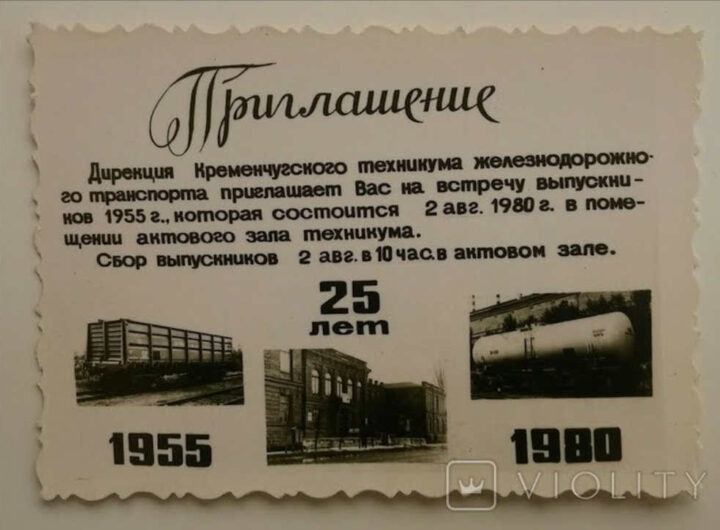 Приглашение
Дирекция Кременчугского техникума железнодорожно-
го транспорта приглашает Вас на встречу выпускни-
ков 1955 г., которая состоится 2 авг. 1980 г. в поме-
щении актового зала техникума.
Сбор выпускников 2 авг. в 10 час. в актовом зале.
25
лет
1955
1980
VIOLITY